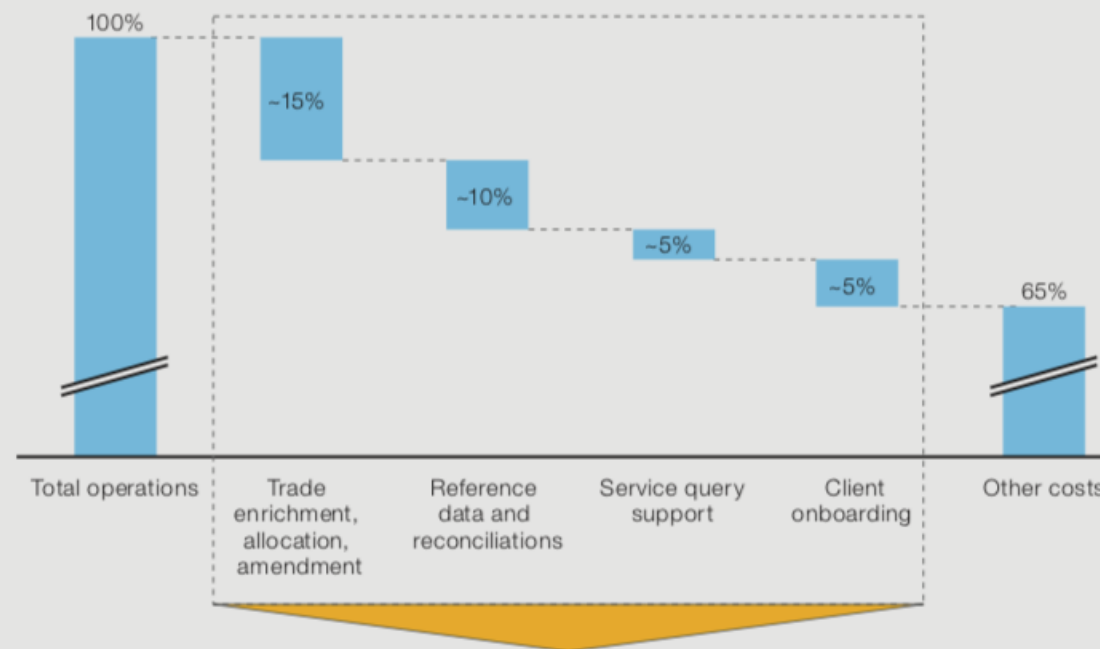 100%
~15%
~10%
~5%
~5%
65%
Total operations
Trade
enrichment,
allocation,
amendment
Reference
data and
reconciliations
Service query
support
Client
onboarding
Other costs